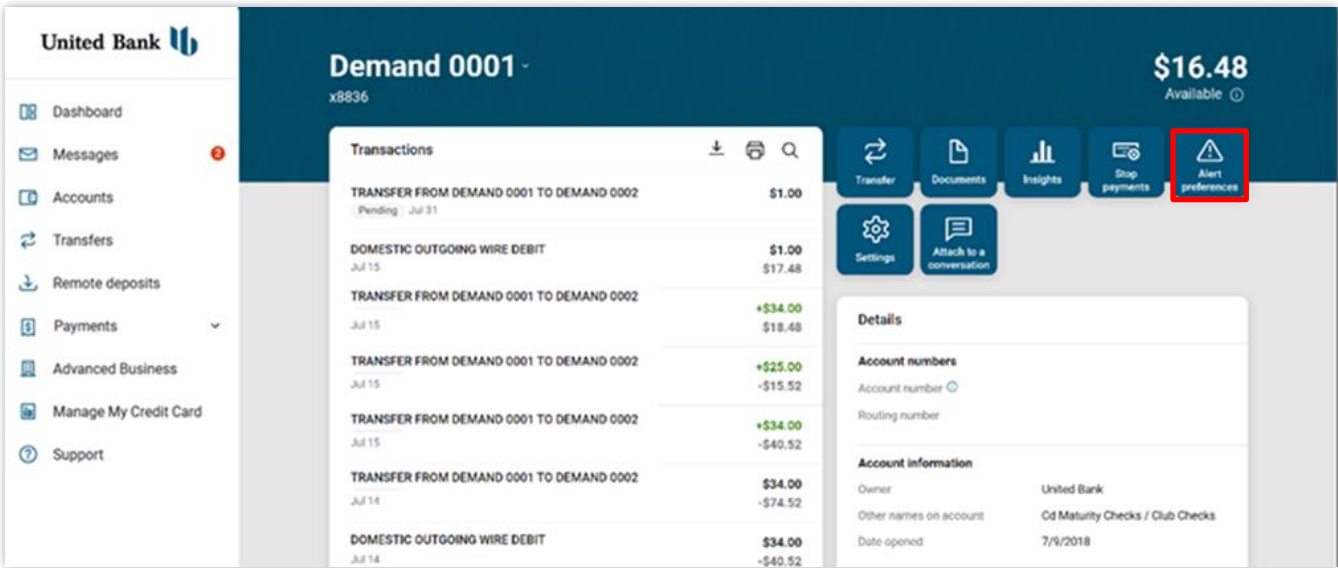 United Bank
Dashboard
Messages
2
Accounts
Transfers
Remote deposits
Payments
Advanced Business
Manage My Credit Card
Support
Demand 0001
x8836
$16.48
Available
Transactions
TRANSFER FROM DEMAND 0001 TO DEMAND 0002
$1.00
Pending Jul 31
DOMESTIC OUTGOING WIRE DEBIT
$1.00
Jul 15
$17.48
TRANSFER FROM DEMAND 0001 TO DEMAND 0002
+$34.00
Jul 15
$18.48
TRANSFER FROM DEMAND 0001 TO DEMAND 0002
+$25.00
Jul 15
-$15.52
TRANSFER FROM DEMAND 0001 TO DEMAND 0002
+$34.00
Jul 15
-$40.52
TRANSFER FROM DEMAND 0001 TO DEMAND 0002
$34.00
Jul 14
-$74.52
DOMESTIC OUTGOING WIRE DEBIT
$34.00
Jul 14
-$40.52
Transfer
Documents
Insights
Stop
payments
Alert
preferences
Settings
Attach to a
conversation
Details
Account numbers
Account number
Routing number
Account information
Owner
United Bank
Other names on account
Cd Maturity Checks / Club Checks
Date opened
7/9/2018